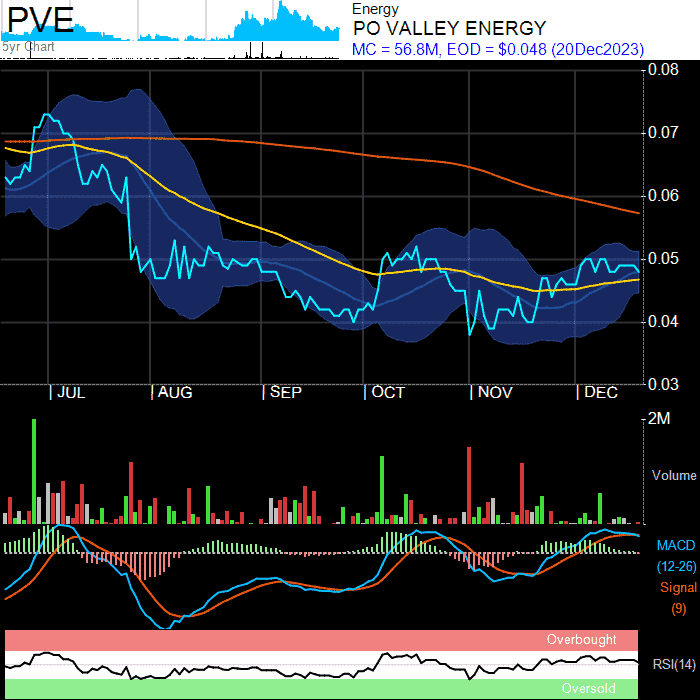 PVE
5yr Chart
Energy
PO VALLEY ENERGY
MC = 56.8M, EOD = $0.048 (20Dec2023)
0.08
0.07
0.06
0.05
0.04
0.03
| JUL | AUG | SEP | OCT | NOV | DEC
2M
Volume
MACD
(12-26)
Signal
(9)
Overbought
RSI(14)
Oversold